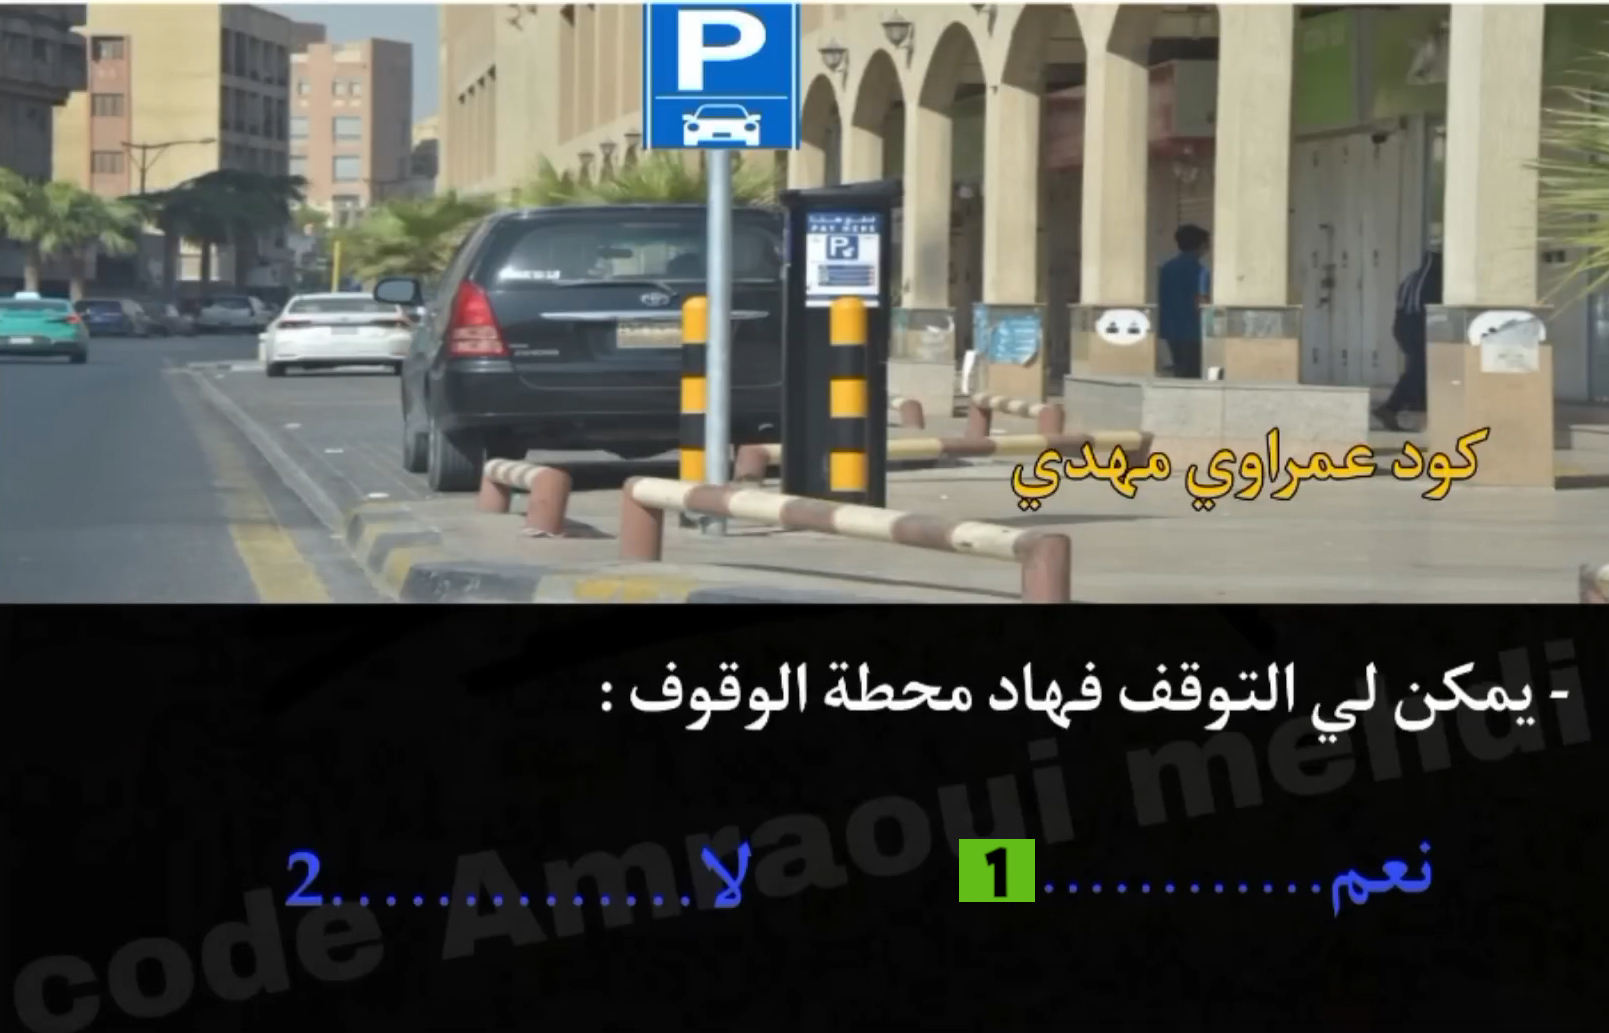 P
PAY HERE
P
كود عمراوي مهدي
- يمكن لي التوقف فهاد محطة الوقوف :
نعم............1 لا..............2
code Amraoui mehdi